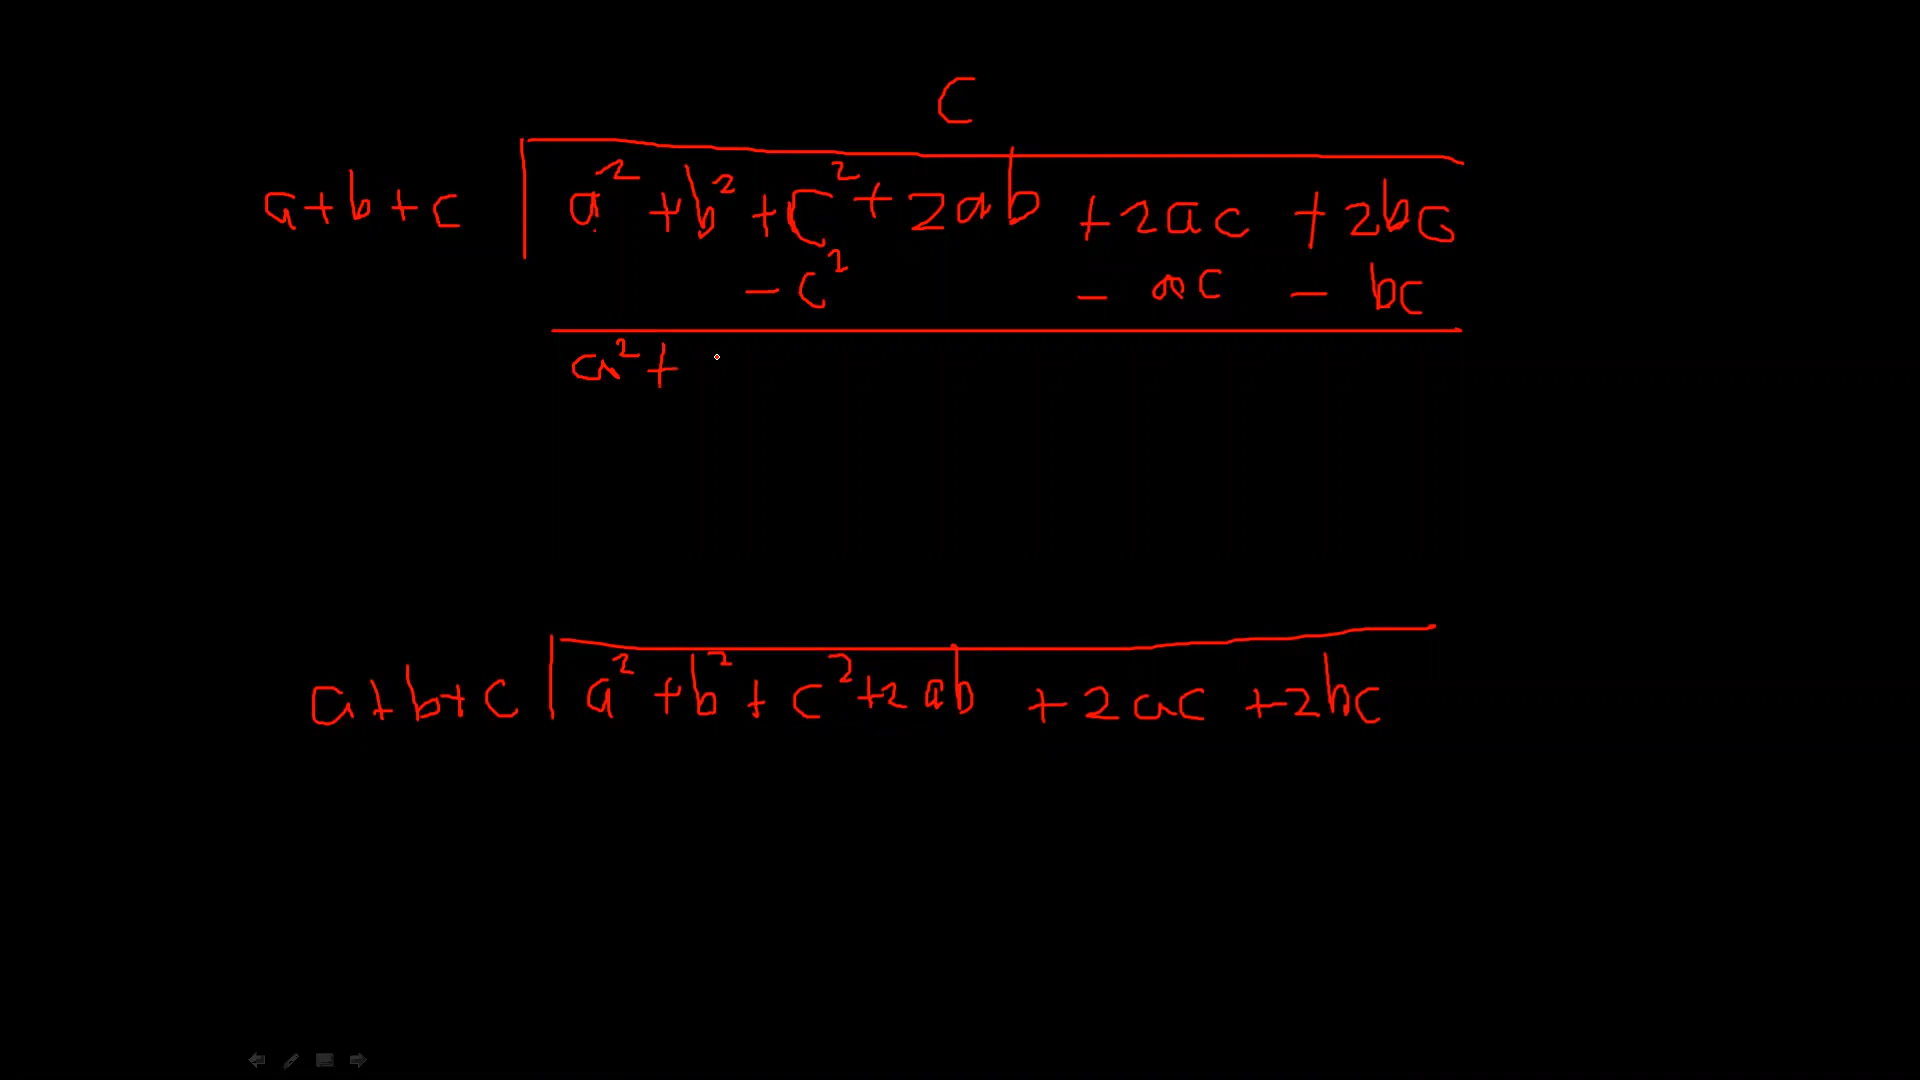 C
a+b+c a²+b²+c²+2ab+2ac+2bc
-c² - ac - bc
a²+
a+b+c a²+b²+c²+2ab+2ac+2bc